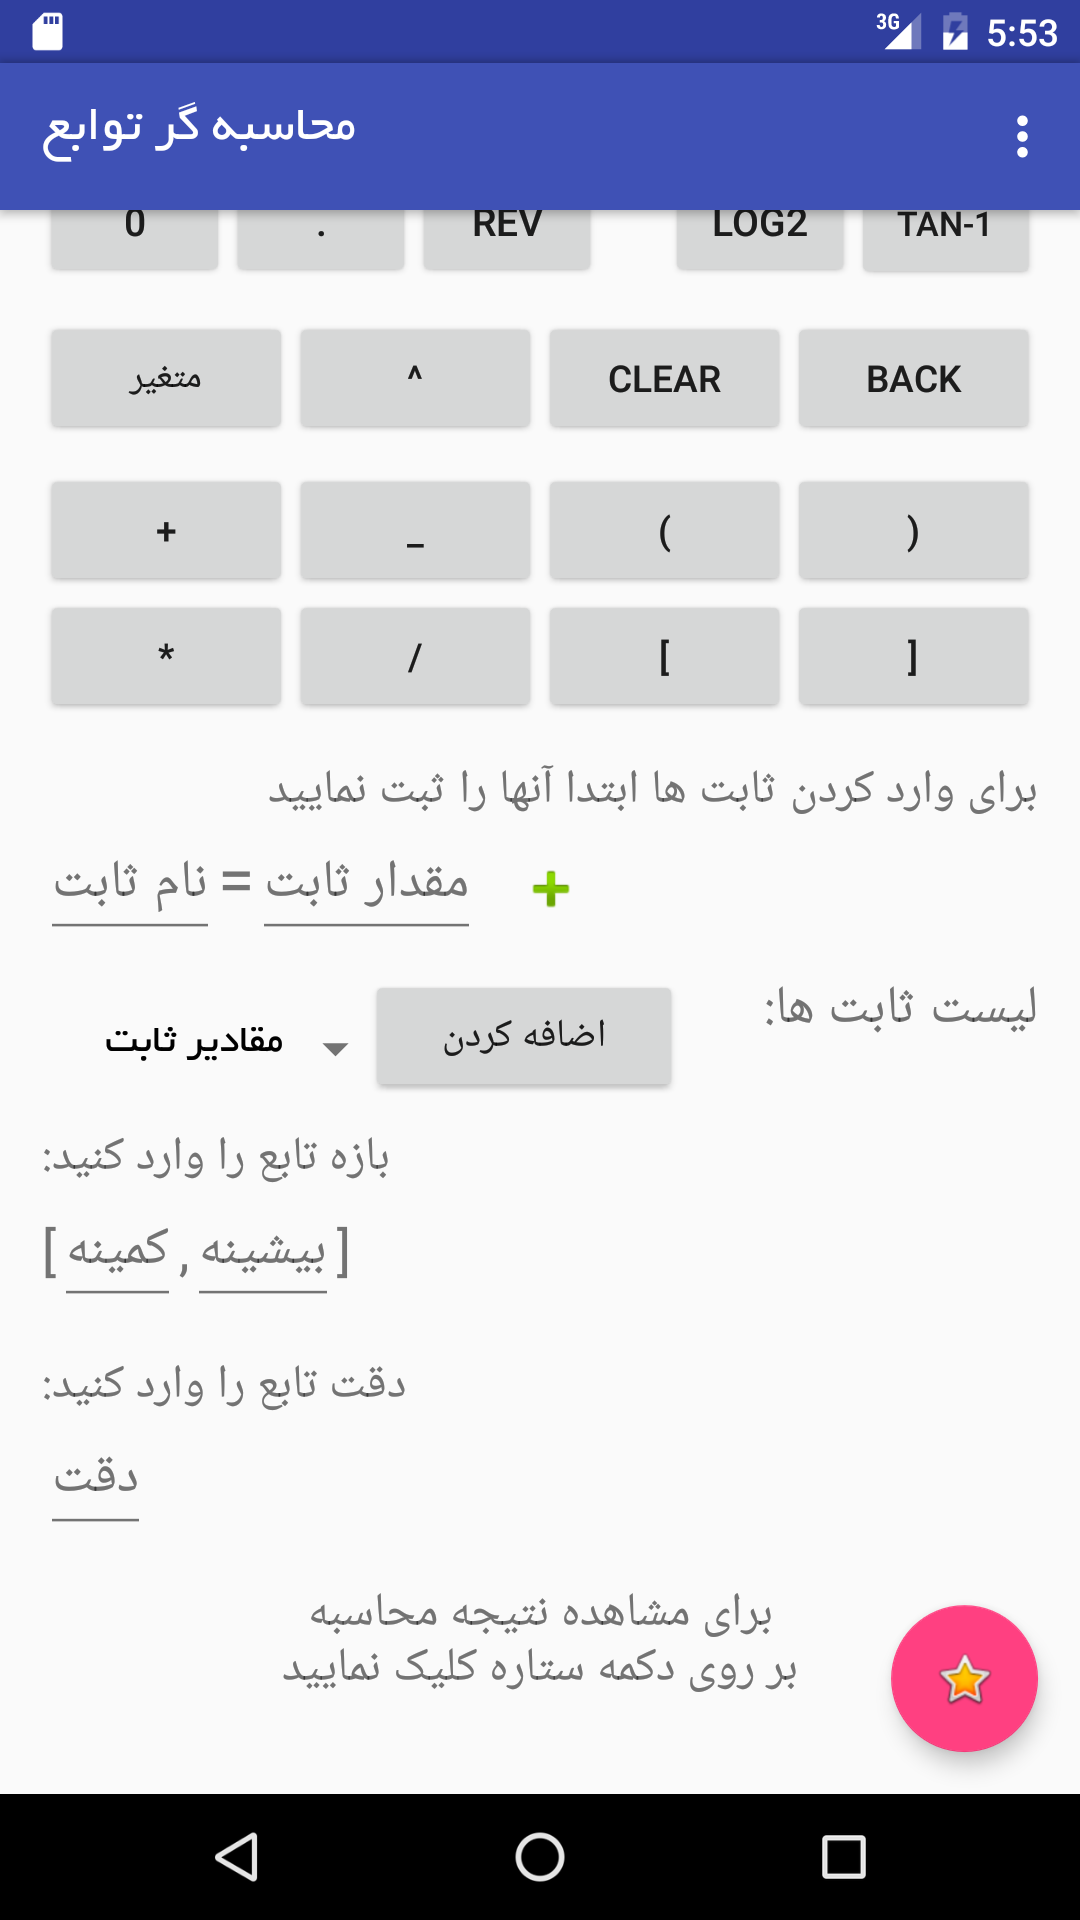 3G 5:53
محاسبه گر توابع
0 . REV LOG2 TAN-1
متغیر ^ CLEAR BACK
+ _ ( )
* / [ ]
برای وارد کردن ثابت ها ابتدا آنها را ثبت نمایید
نام ثابت = مقدار ثابت
لیست ثابت ها:
اضافه کردن
مقادیر ثابت
بازه تابع را وارد کنید:
[ کمینه , بیشینه ]
دقت تابع را وارد کنید:
دقت
برای مشاهده نتیجه محاسبه
بر روی دکمه ستاره کلیک نمایید